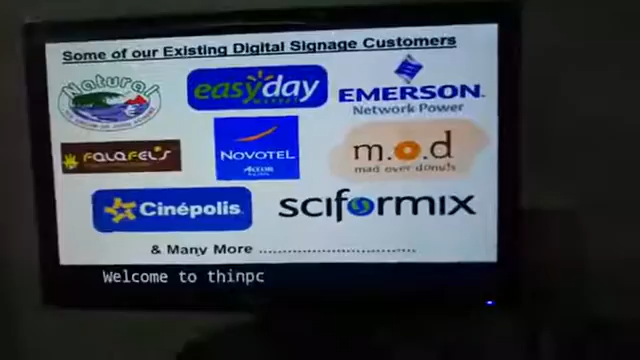 Some of our Existing Digital Signage Customers
Natural
easyday
market
EMERSON.
Network Power
FALAFEL'S
NOVOTEL
ACCOR
m.o.d
mad over donuts
Cinépolis.
SCIFORMIX
& Many More ..............................
Welcome to thinpc